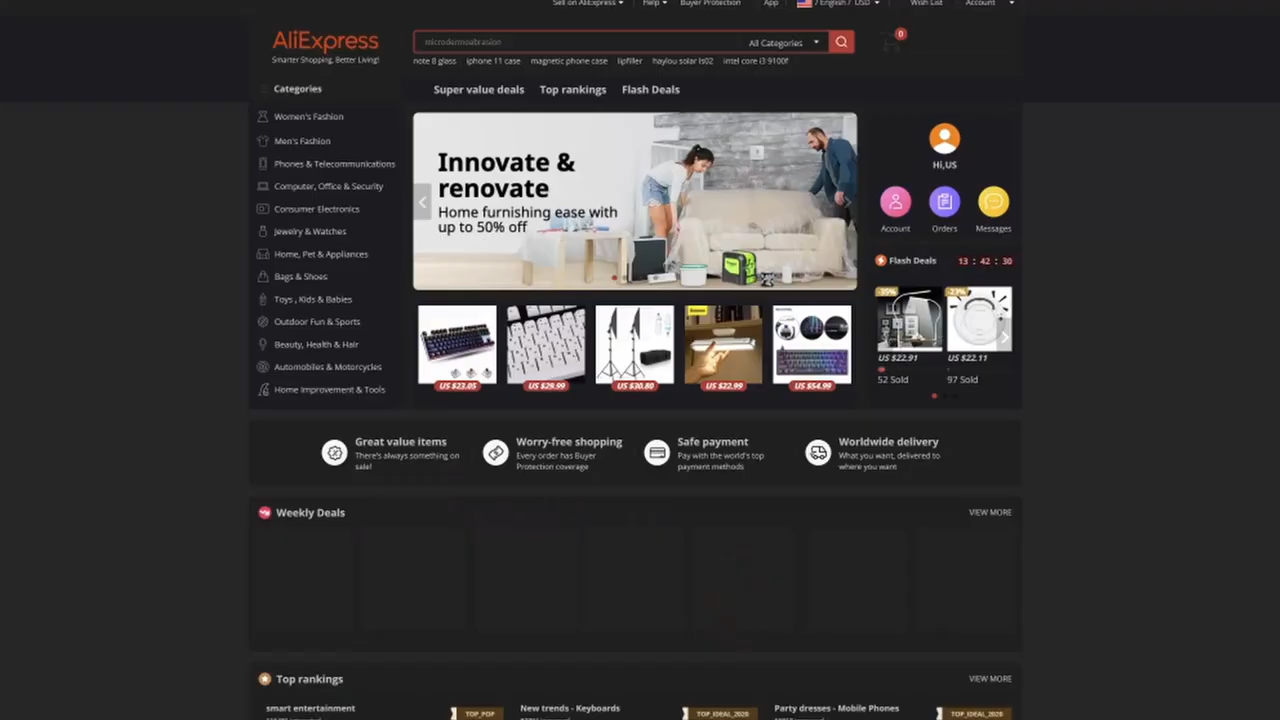 Sell on AliExpress
Help
Buyer Protection
App
/ English / USD
Wish List
Account
AliExpress
Smarter Shopping, Better Living!
microdermoabrasion
All Categories
0
note 8 glass
iphone 11 case
magnetic phone case
lipfiller
haylou solar ls02
intel core i3 9100f
Categories
Super value deals
Top rankings
Flash Deals
Women's Fashion
Men's Fashion
Phones & Telecommunications
Computer, Office & Security
Consumer Electronics
Jewelry & Watches
Home, Pet & Appliances
Bags & Shoes
Toys , Kids & Babies
Outdoor Fun & Sports
Beauty, Health & Hair
Automobiles & Motorcycles
Home Improvement & Tools
Innovate &
renovate
Home furnishing ease with
up to 50% off
US $23.05
US $29.99
US $30.80
US $22.99
US $54.99
Hi,US
Account
Orders
Messages
Flash Deals
13 : 42 : 30
-35%
-23%
US $22.91
US $22.11
52 Sold
97 Sold
Great value items
There's always something on
sale!
Worry-free shopping
Every order has Buyer
Protection coverage
Safe payment
Pay with the world's top
payment methods
Worldwide delivery
What you want, delivered to
where you want
Weekly Deals
VIEW MORE
Top rankings
VIEW MORE
smart entertainment
TOP_POP
New trends - Keyboards
TOP_IDEAL_2026
Party dresses - Mobile Phones
TOP_IDEAL_2026